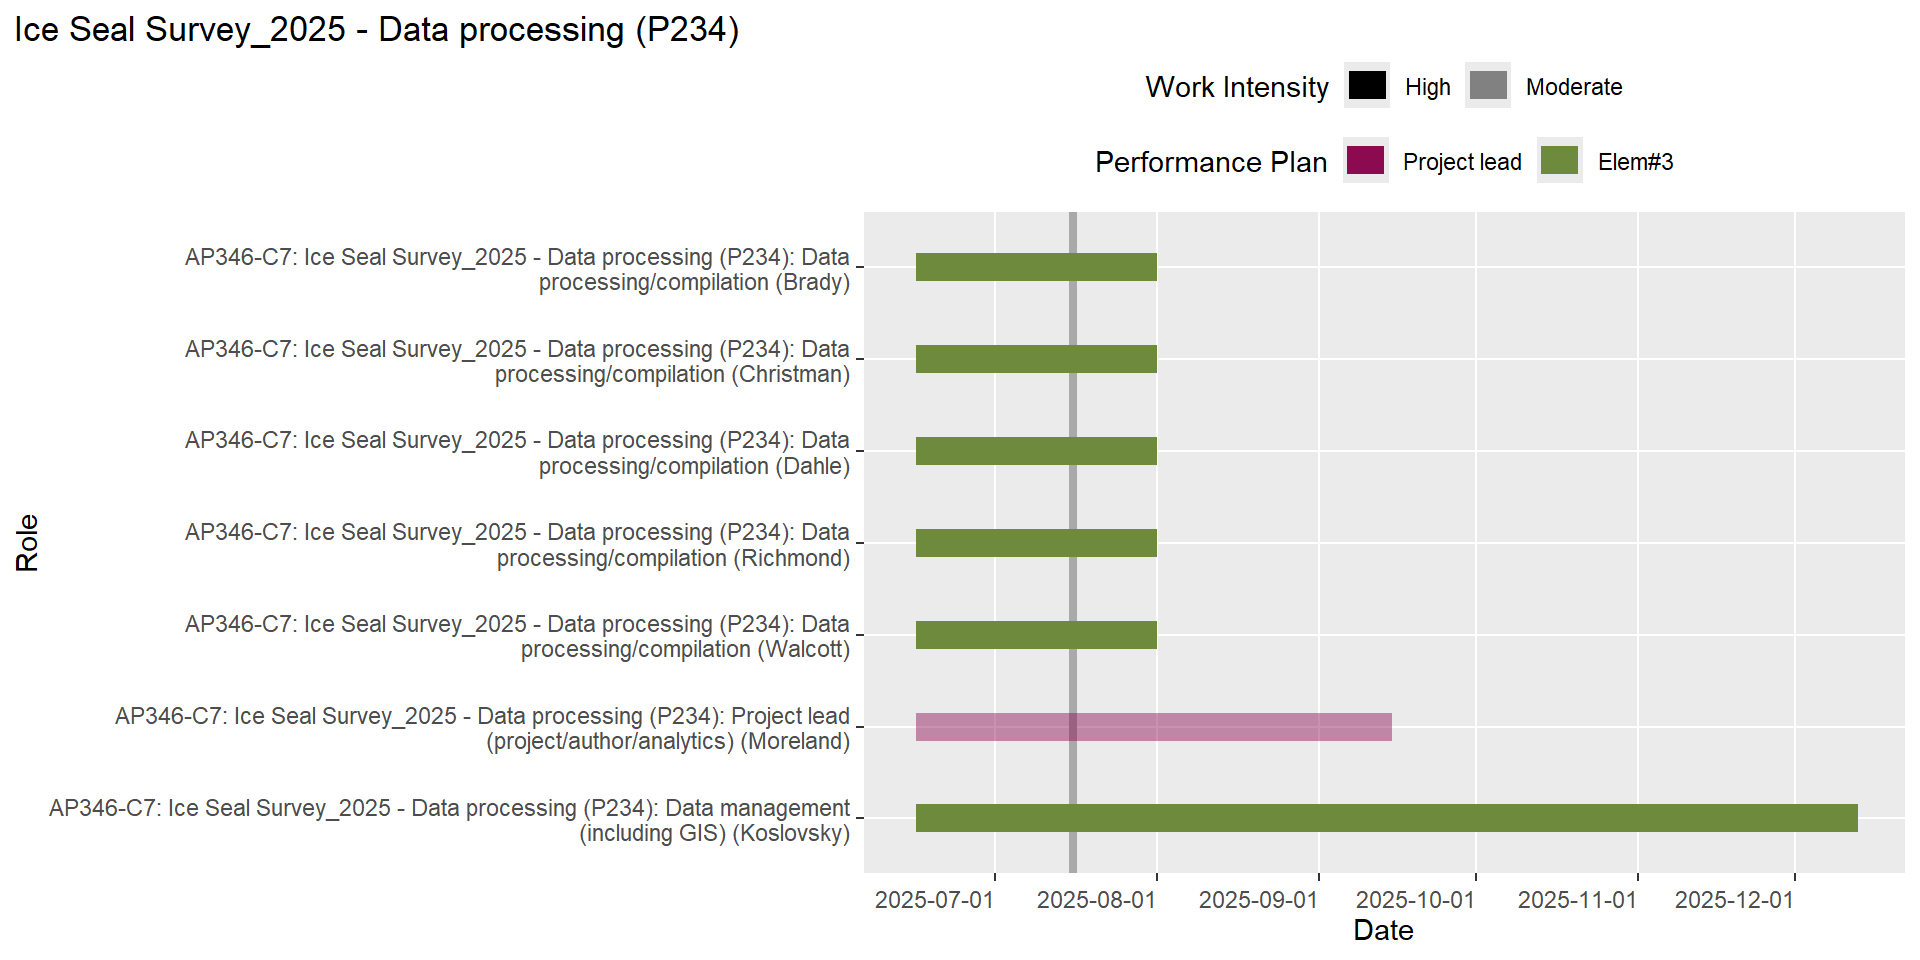 Ice Seal Survey_2025 - Data processing (P234)
Work Intensity High Moderate
Performance Plan Project lead Elem#3
AP346-C7: Ice Seal Survey_2025 - Data processing (P234): Data
processing/compilation (Brady)
AP346-C7: Ice Seal Survey_2025 - Data processing (P234): Data
processing/compilation (Christman)
AP346-C7: Ice Seal Survey_2025 - Data processing (P234): Data
processing/compilation (Dahle)
AP346-C7: Ice Seal Survey_2025 - Data processing (P234): Data
processing/compilation (Richmond)
AP346-C7: Ice Seal Survey_2025 - Data processing (P234): Data
processing/compilation (Walcott)
AP346-C7: Ice Seal Survey_2025 - Data processing (P234): Project lead
(project/author/analytics) (Moreland)
AP346-C7: Ice Seal Survey_2025 - Data processing (P234): Data management
(including GIS) (Koslovsky)
Role
2025-07-01 2025-08-01 2025-09-01 2025-10-01 2025-11-01 2025-12-01
Date